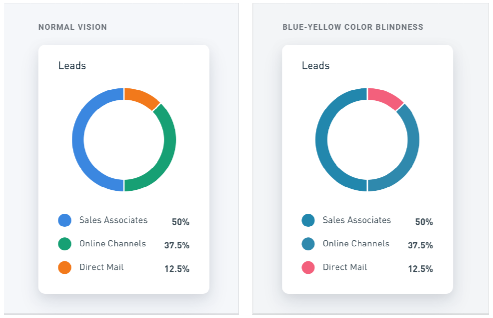 NORMAL VISION
Leads
Sales Associates 50%
Online Channels 37.5%
Direct Mail 12.5%
BLUE-YELLOW COLOR BLINDNESS
Leads
Sales Associates 50%
Online Channels 37.5%
Direct Mail 12.5%